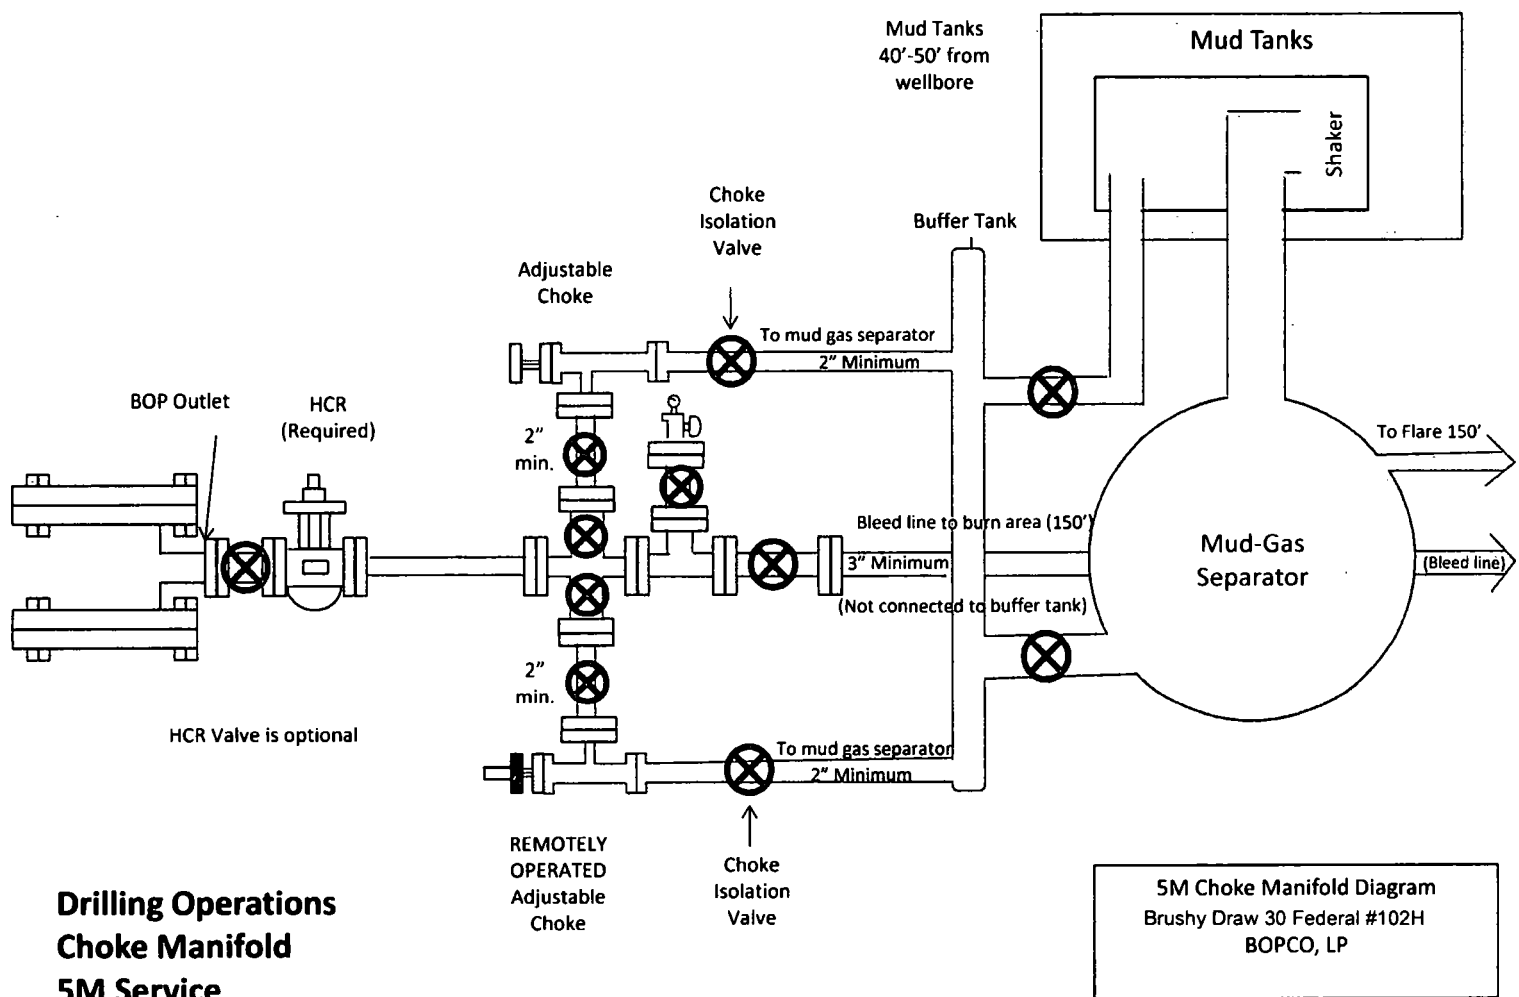 Mud Tanks
40'-50' from
wellbore
Mud Tanks
Shaker
Choke
Isolation
Valve
Buffer Tank
Adjustable
Choke
To mud gas separator
2" Minimum
BOP Outlet
HCR
(Required)
2"
min.
To Flare 150'
Bleed line to burn area (150')
3" Minimum
(Not connected to buffer tank)
Mud-Gas
Separator
(Bleed line)
2"
min.
HCR Valve is optional
To mud gas separator
2" Minimum
REMOTELY
OPERATED
Adjustable
Choke
Choke
Isolation
Valve
Drilling Operations
Choke Manifold
5M Service
5M Choke Manifold Diagram
Brushy Draw 30 Federal #102H
BOPCO, LP